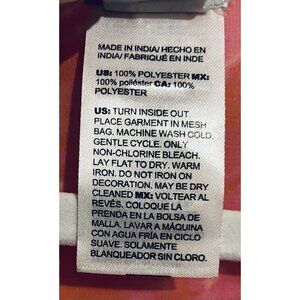 MADE IN INDIA/ HECHO EN
INDIA/ FABRIQUÉ EN INDE
US: 100% POLYESTER MX:
100% poliéster CA: 100%
POLYESTER
US: TURN INSIDE OUT.
PLACE GARMENT IN MESH
BAG. MACHINE WASH COLD,
GENTLE CYCLE. ONLY
NON-CHLORINE BLEACH.
LAY FLAT TO DRY. WARM
IRON. DO NOT IRON ON
DECORATION. MAY BE DRY
CLEANED MX: VOLTEAR AL
REVÉS. COLOQUE LA
PRENDA EN LA BOLSA DE
MALLA. LAVAR A MÁQUINA
CON AGUA FRÍA EN CICLO
SUAVE. SOLAMENTE
BLANQUEADOR SIN CLORO.